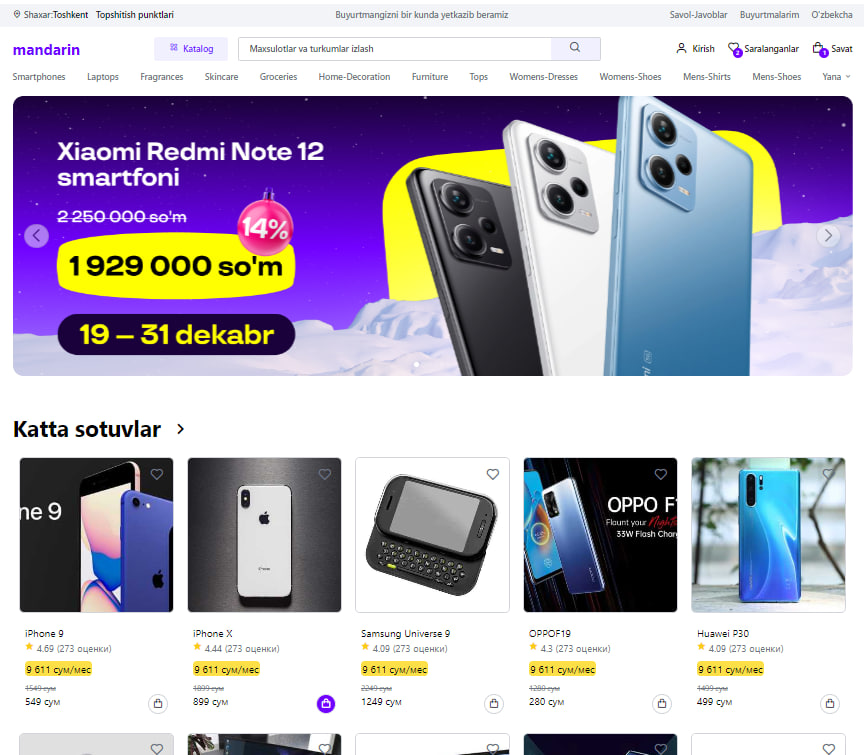 Shaxar:Toshkent Topshitish punktlari Buyurtmangizni bir kunda yetkazib beramiz Savol-Javoblar Buyurtmalarim O'zbekcha
mandarin Katalog Maxsulotlar va turkumlar izlash Kirish 2 Saralanganlar 1 Savat
Smartphones Laptops Fragrances Skincare Groceries Home-Decoration Furniture Tops Womens-Dresses Womens-Shoes Mens-Shirts Mens-Shoes Yana
Xiaomi Redmi Note 12
smartfoni
2 250 000 so'm
14%
1 929 000 so'm
19 – 31 dekabr
Katta sotuvlar
ne 9
OPPO F1
Flaunt your Night
33W Flash Char
iPhone 9 iPhone X Samsung Universe 9 OPPOF19 Huawei P30
4.69 (273 оценки) 4.44 (273 оценки) 4.09 (273 оценки) 4.3 (273 оценки) 4.09 (273 оценки)
9 611 сум/мес 9 611 сум/мес 9 611 сум/мес 9 611 сум/мес 9 611 сум/мес
1549 сум 1899 сум 2249 сум 1280 сум 1499 сум
549 сум 899 сум 1249 сум 280 сум 499 сум